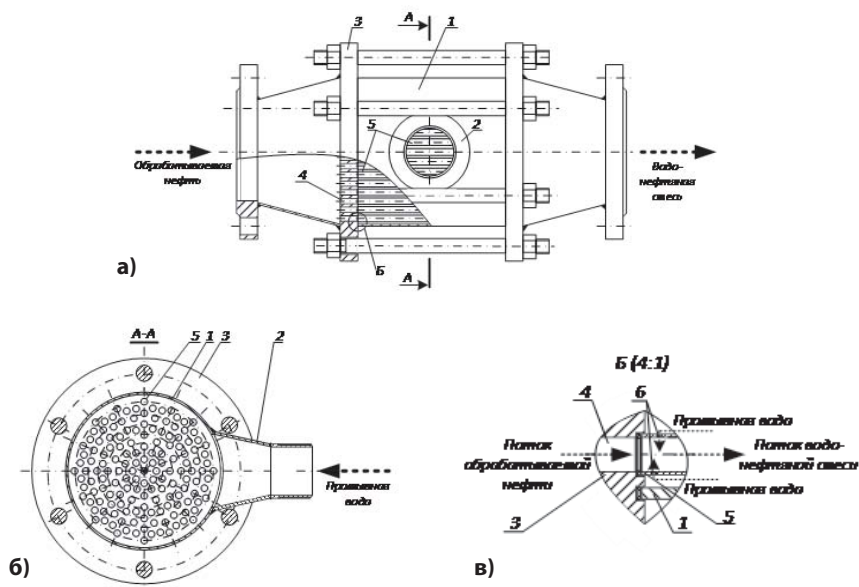 А
3
1
5
2
Обрабатываемая
нефть
Водо-
нефтяная
смесь
4
Б
А
а)
А-А
5 1 3
2
Промывная
вода
б)
Б (4:1)
4
6
Промывная вода
Поток
обрабатываемой
нефти
Поток водо-
нефтяной смеси
Промывная вода
3
1
5
в)